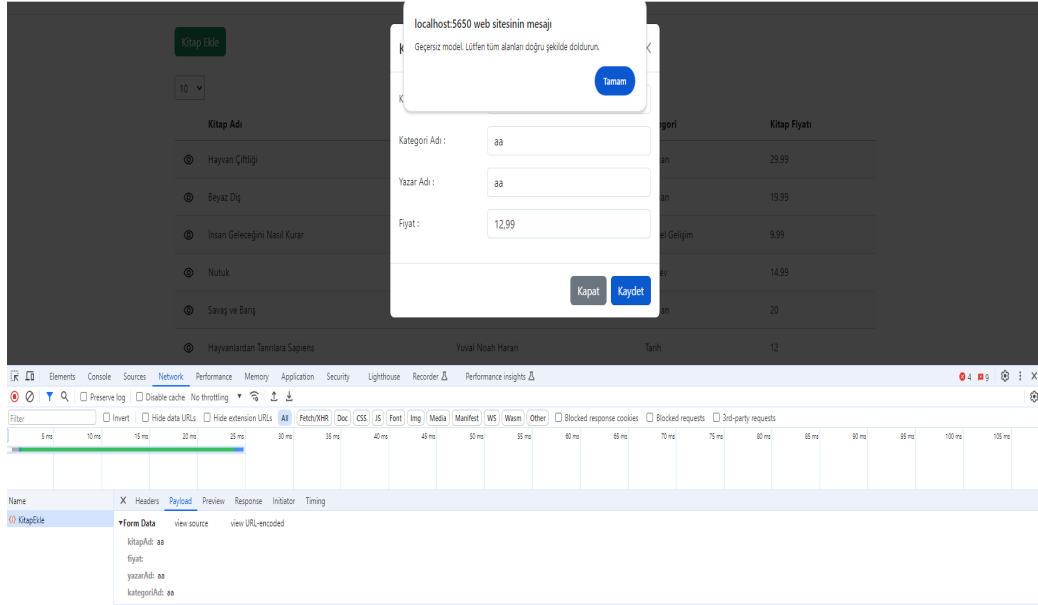 localhost:5650 web sitesinin mesajı
Geçersiz model. Lütfen tüm alanları doğru şekilde doldurun.
Tamam
Kitap Ekle
10
Kitap Adı
Kitap Fiyatı
Hayvan Çiftliği
29.99
Beyaz Diş
19.99
İnsan Geleceğini Nasıl Kurar
9.99
Nutuk
14.99
Savaş ve Barış
20
Hayvanlardan Tanrılara Sapiens Yuval Noah Harari Tarih 12
Kategori Adı : aa
Yazar Adı : aa
Fiyat : 12,99
Kapat Kaydet
Elements Console Sources Network Performance Memory Application Security Lighthouse Recorder Performance insights 4 9
Preserve log Disable cache No throttling
Filter Invert Hide data URLs Hide extension URLs All Fetch/XHR Doc CSS JS Font Img Media Manifest WS Wasm Other Blocked response cookies Blocked requests 3rd-party requests
5 ms 10 ms 15 ms 20 ms 25 ms 30 ms 35 ms 40 ms 45 ms 50 ms 55 ms 60 ms 65 ms 70 ms 75 ms 80 ms 85 ms 90 ms 95 ms 100 ms 105 ms
Name X Headers Payload Preview Response Initiator Timing
KitapEkle
▼Form Data view source view URL-encoded
kitapAd: aa
fiyat:
yazarAd: aa
kategoriAd: aa